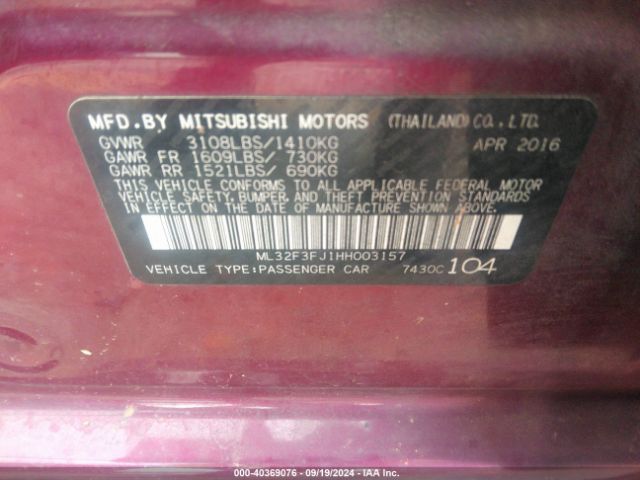 MFD.BY MITSUBISHI MOTORS (THAILAND) CO., LTD.
GVWR 3108LBS/1410KG APR 2016
GAWR FR 1609LBS/ 730KG
GAWR RR 1521LBS/ 690KG
THIS VEHICLE CONFORMS TO ALL APPLICABLE FEDERAL MOTOR
VEHICLE SAFETY, BUMPER, AND THEFT PREVENTION STANDARDS
IN EFFECT ON THE DATE OF MANUFACTURE SHOWN ABOVE.
ML32F3FJ1HH003157
VEHICLE TYPE:PASSENGER CAR 7430C 104
000-40369076 - 09/19/2024 - IAA Inc.